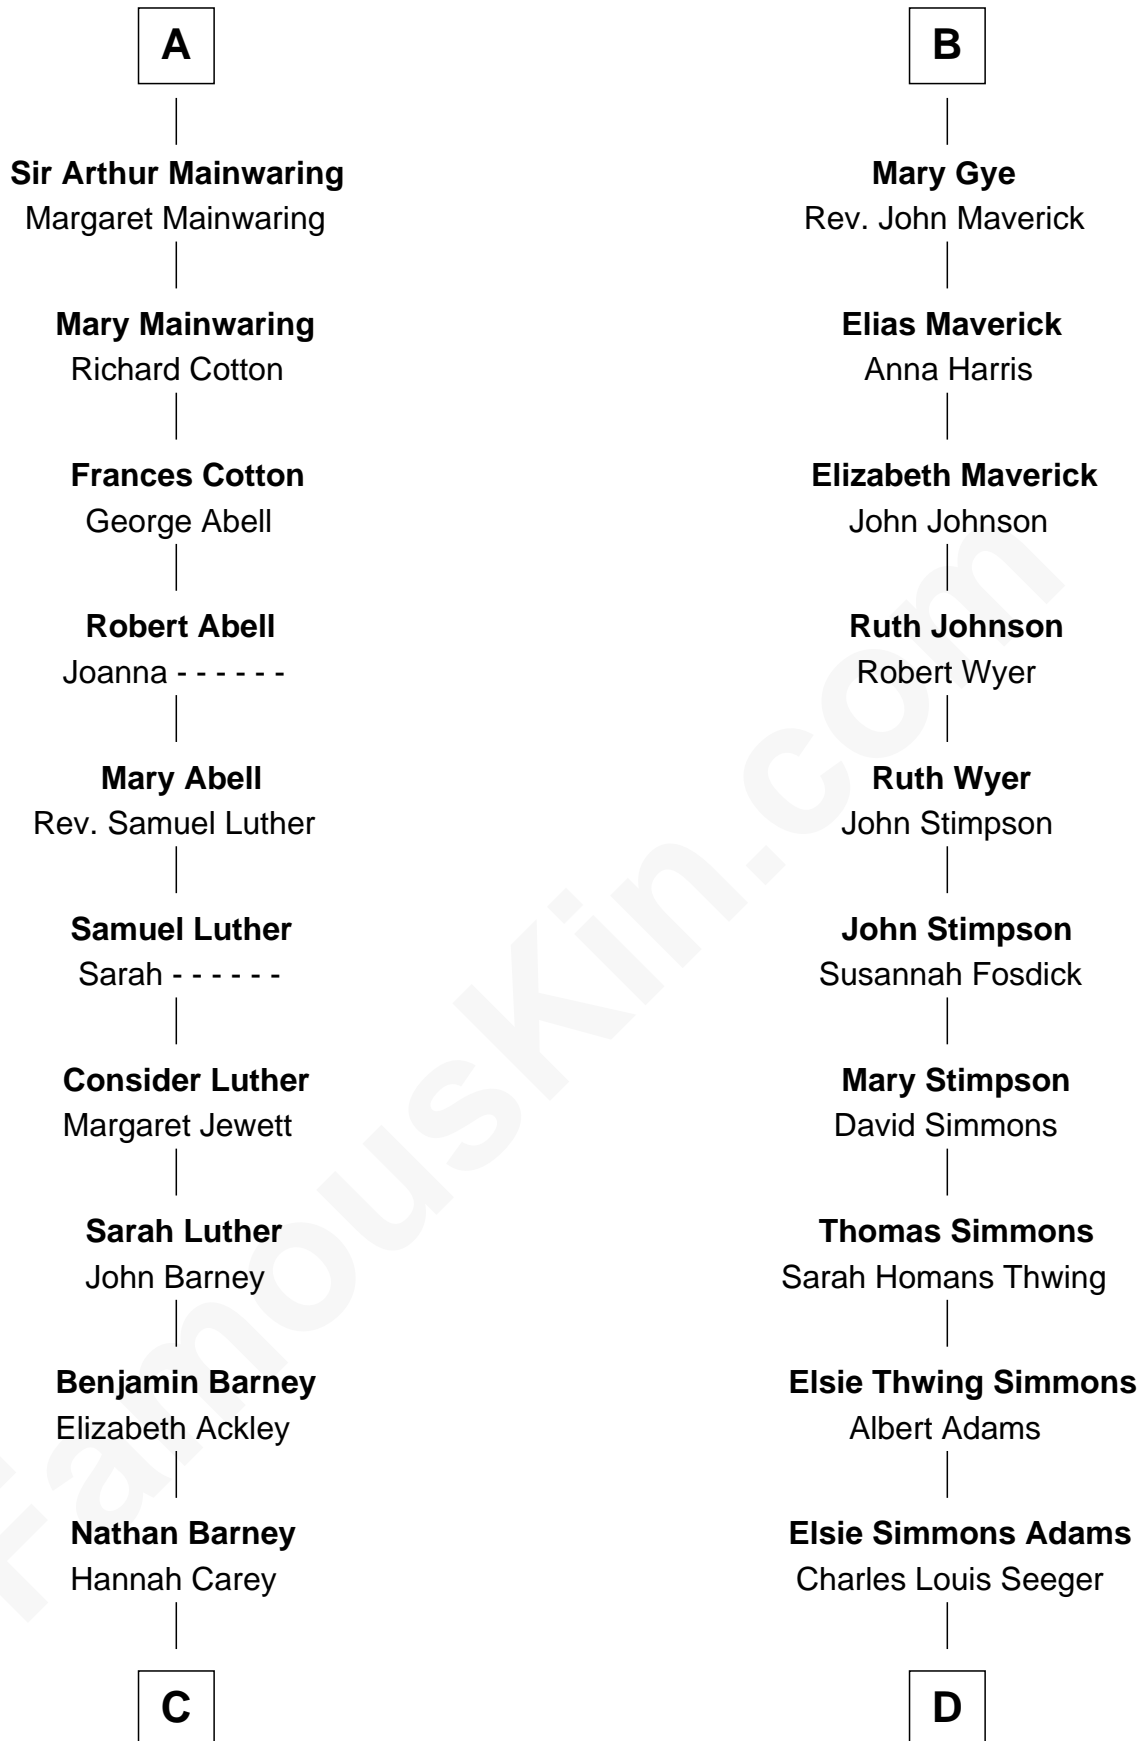 A
Sir Arthur Mainwaring
Margaret Mainwaring
Mary Mainwaring
Richard Cotton
Frances Cotton
George Abell
Robert Abell
Joanna - - - - - -
Mary Abell
Rev. Samuel Luther
Samuel Luther
Sarah - - - - - -
Consider Luther
Margaret Jewett
Sarah Luther
John Barney
Benjamin Barney
Elizabeth Ackley
Nathan Barney
Hannah Carey
C
B
Mary Gye
Rev. John Maverick
Elias Maverick
Anna Harris
Elizabeth Maverick
John Johnson
Ruth Johnson
Robert Wyer
Ruth Wyer
John Stimpson
John Stimpson
Susannah Fosdick
Mary Stimpson
David Simmons
Thomas Simmons
Sarah Homans Thwing
Elsie Thwing Simmons
Albert Adams
Elsie Simmons Adams
Charles Louis Seeger
D
FamousKin.com